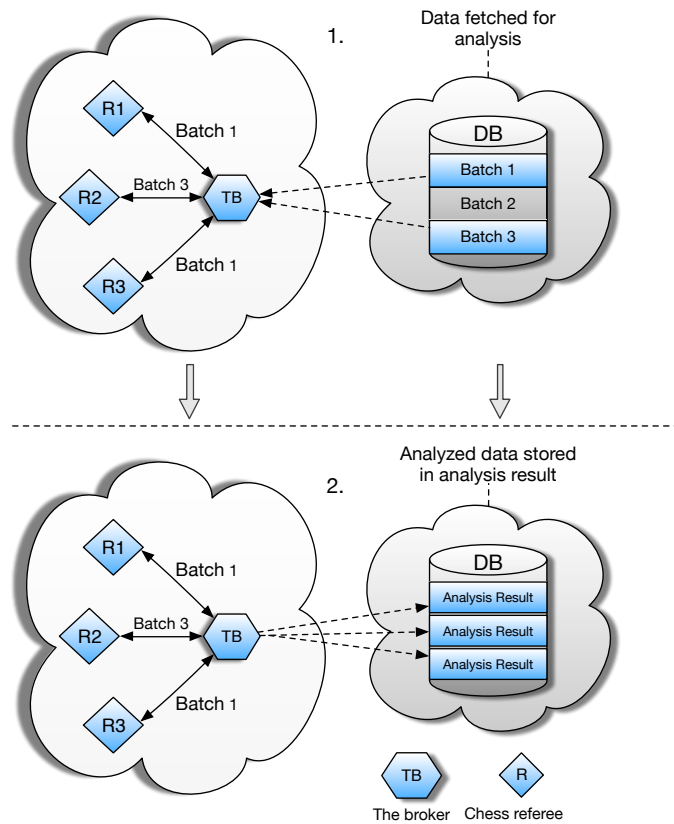 1.
Data fetched for
analysis
R1
Batch 1
DB
Batch 1
R2
Batch 3
TB
Batch 2
Batch 3
Batch 1
R3
2.
Analyzed data stored
in analysis result
R1
Batch 1
DB
Analysis Result
R2
Batch 3
TB
Analysis Result
Analysis Result
Batch 1
R3
TB
R
The broker
Chess referee